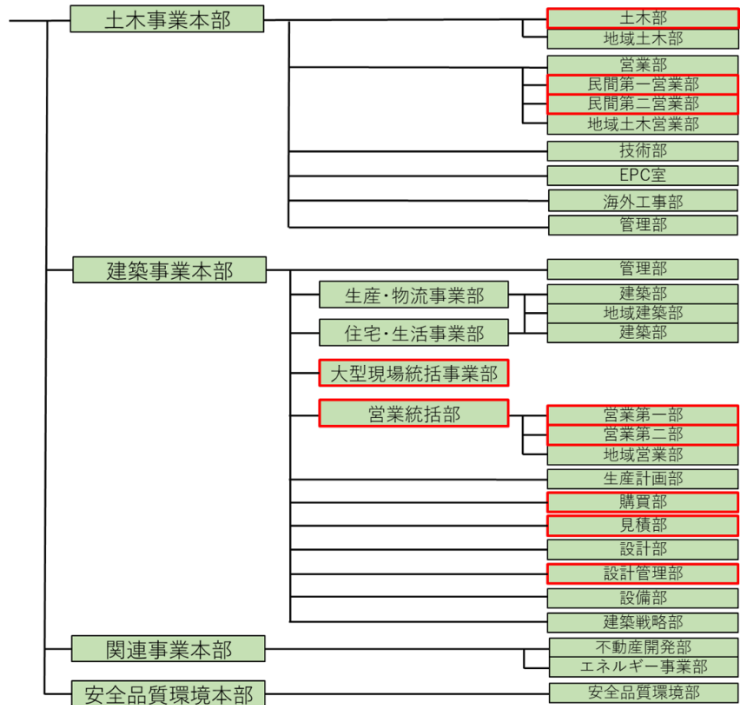 土木事業本部
土木部
地域土木部
営業部
民間第一営業部
民間第二営業部
地域土木営業部
技術部
EPC室
海外工事部
管理部
建築事業本部
管理部
生産・物流事業部
建築部
地域建築部
住宅・生活事業部
建築部
大型現場統括事業部
営業統括部
営業第一部
営業第二部
地域営業部
生産計画部
購買部
見積部
設計部
設計管理部
設備部
建築戦略部
関連事業本部
不動産開発部
エネルギー事業部
安全品質環境本部
安全品質環境部